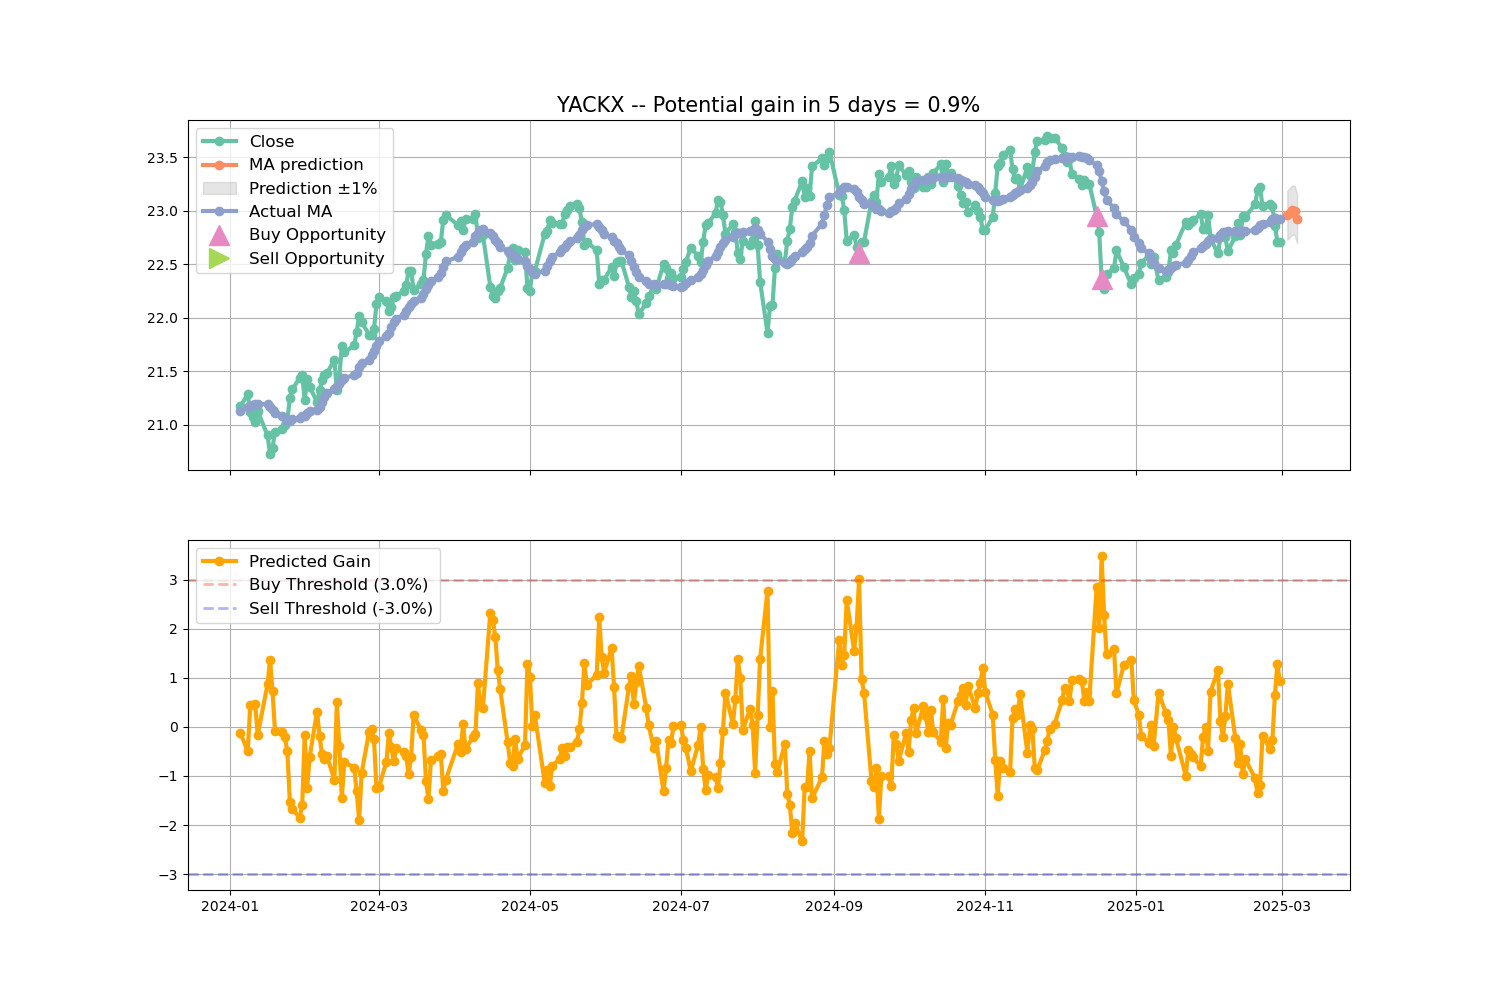 YACKX -- Potential gain in 5 days = 0.9%
Close
MA prediction
Prediction ±1%
Actual MA
Buy Opportunity
Sell Opportunity
23.5
23.0
22.5
22.0
21.5
21.0
Predicted Gain
Buy Threshold (3.0%)
Sell Threshold (-3.0%)
3
2
1
0
−1
−2
−3
2024-01 2024-03 2024-05 2024-07 2024-09 2024-11 2025-01 2025-03